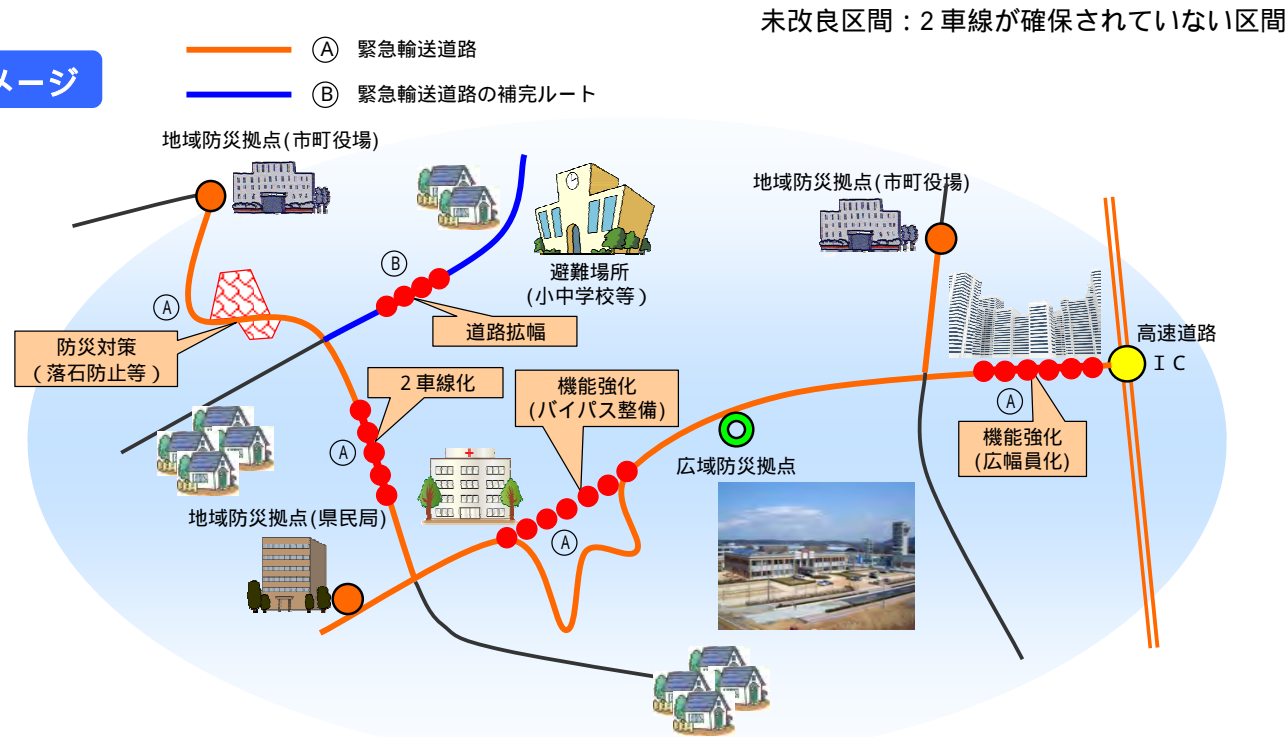 未改良区間：2車線が確保されていない区間
メージ
Ⓐ 緊急輸送道路
Ⓑ 緊急輸送道路の補完ルート
地域防災拠点(市町役場)
地域防災拠点(市町役場)
Ⓑ
避難場所
(小中学校等)
Ⓐ
道路拡幅
防災対策
(落石防止等)
高速道路
ＩＣ
2車線化
機能強化
(バイパス整備)
Ⓐ
機能強化
(広幅員化)
Ⓐ
広域防災拠点
地域防災拠点(県民局)
Ⓐ